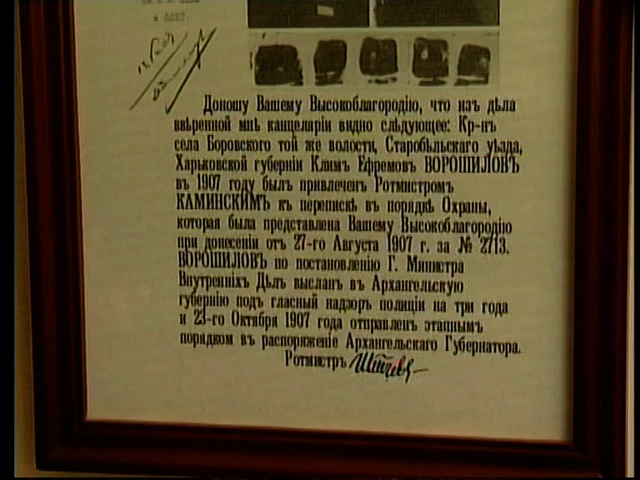 Доношу Вашему Высокоблагородію, что изъ дѣла
ввѣренной мнѣ канцеляріи видно слѣдующее: Кр-нъ
села Боровского той же волости, Старобѣльскаго уѣзда,
Харьковской губерніи Климъ Ефремовъ ВОРОШИЛОВЪ
въ 1907 году былъ привлеченъ Ротмистромъ
КАМИНСКИМЪ къ перепискѣ въ порядкѣ Охраны,
которая была представлена Вашему Высокоблагородію
при донесеніи отъ 27-го Августа 1907 г. за № 2713.
ВОРОШИЛОВЪ по постановленію Г. Министра
Внутреннихъ Дѣлъ высланъ въ Архангельскую
губернію подъ гласный надзоръ полиціи на три года
и 23-го Октября 1907 года отправленъ этапнымъ
порядкомъ въ распоряженіе Архангельскаго Губернатора.
Ротмистръ